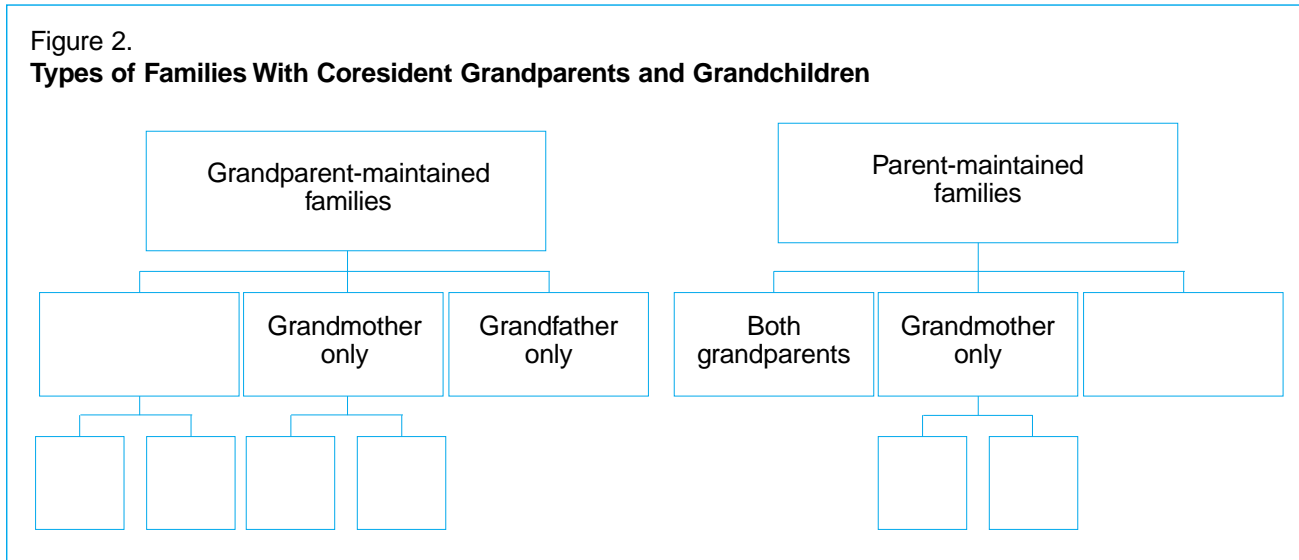 Figure 2.
Types of Families With Coresident Grandparents and Grandchildren
Grandparent-maintained
families
Parent-maintained
families
Grandmother
only
Grandfather
only
Both
grandparents
Grandmother
only